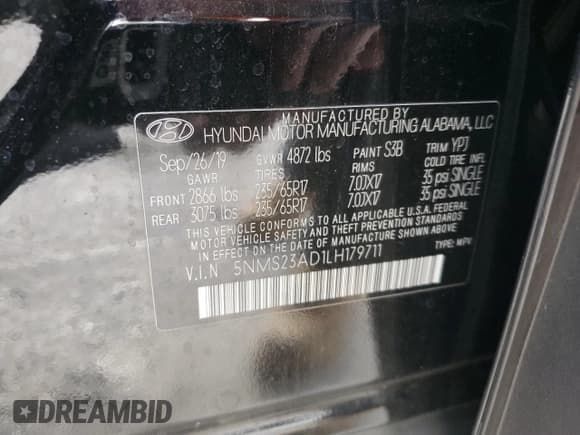 MANUFACTURED BY
HYUNDAI MOTOR MANUFACTURING ALABAMA, LLC
Sep/26/19 GVWR 4872 lbs PAINT S3B TRIM YPJ
GAWR TIRES RIMS COLD TIRE INFL
FRONT 2866 lbs 235/65R17 7.0JX17 35 psi SINGLE
REAR 3075 lbs 235/65R17 7.0JX17 35 psi SINGLE
THIS VEHICLE CONFORMS TO ALL APPLICABLE U.S.A. FEDERAL
MOTOR VEHICLE SAFETY AND THEFT PREVENTION STANDARDS
IN EFFECT ON THE DATE OF MANUFACTURE SHOWN ABOVE.
V.I.N 5NMS23AD1LH179711 TYPE: MPV
DREAMBID